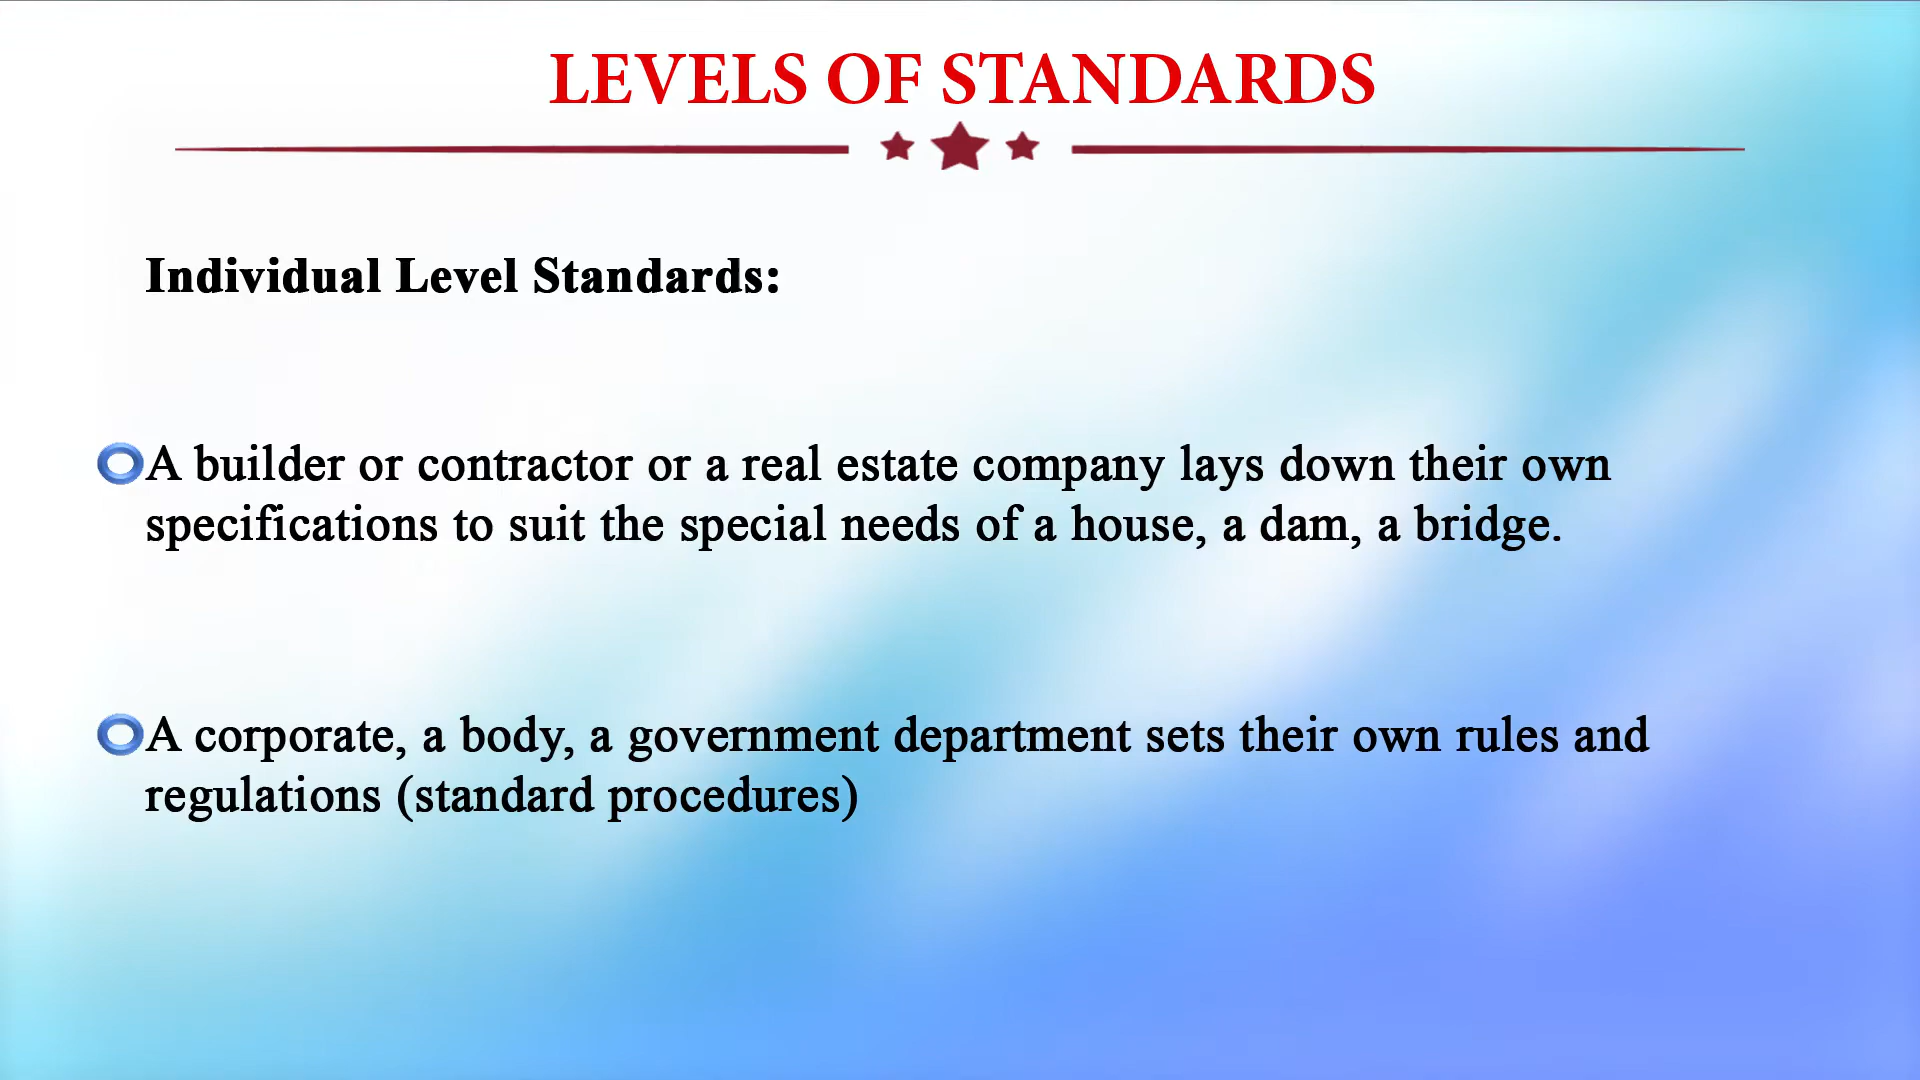 LEVELS OF STANDARDS
Individual Level Standards:
A builder or contractor or a real estate company lays down their own
specifications to suit the special needs of a house, a dam, a bridge.
A corporate, a body, a government department sets their own rules and
regulations (standard procedures)